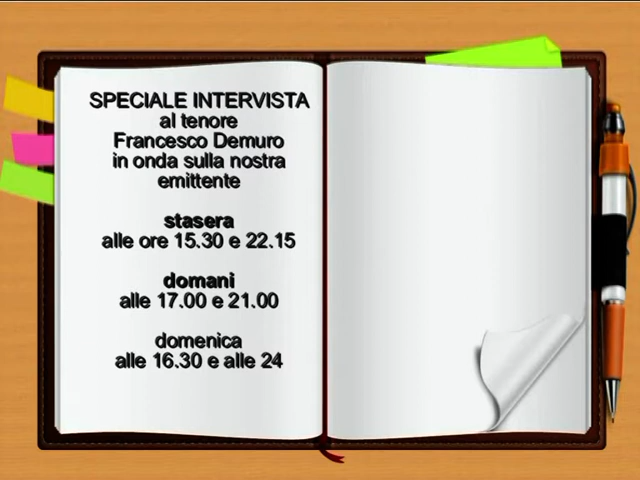 SPECIALE INTERVISTA
al tenore
Francesco Demuro
in onda sulla nostra
emittente
stasera
alle ore 15.30 e 22.15
domani
alle 17.00 e 21.00
domenica
alle 16.30 e alle 24